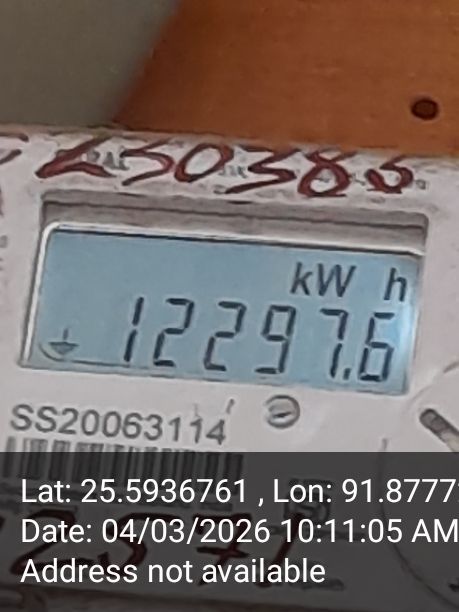 250385
kW h
12297.6
SS20063114
Lat: 25.5936761 , Lon: 91.8777
Date: 04/03/2026 10:11:05 AM
Address not available